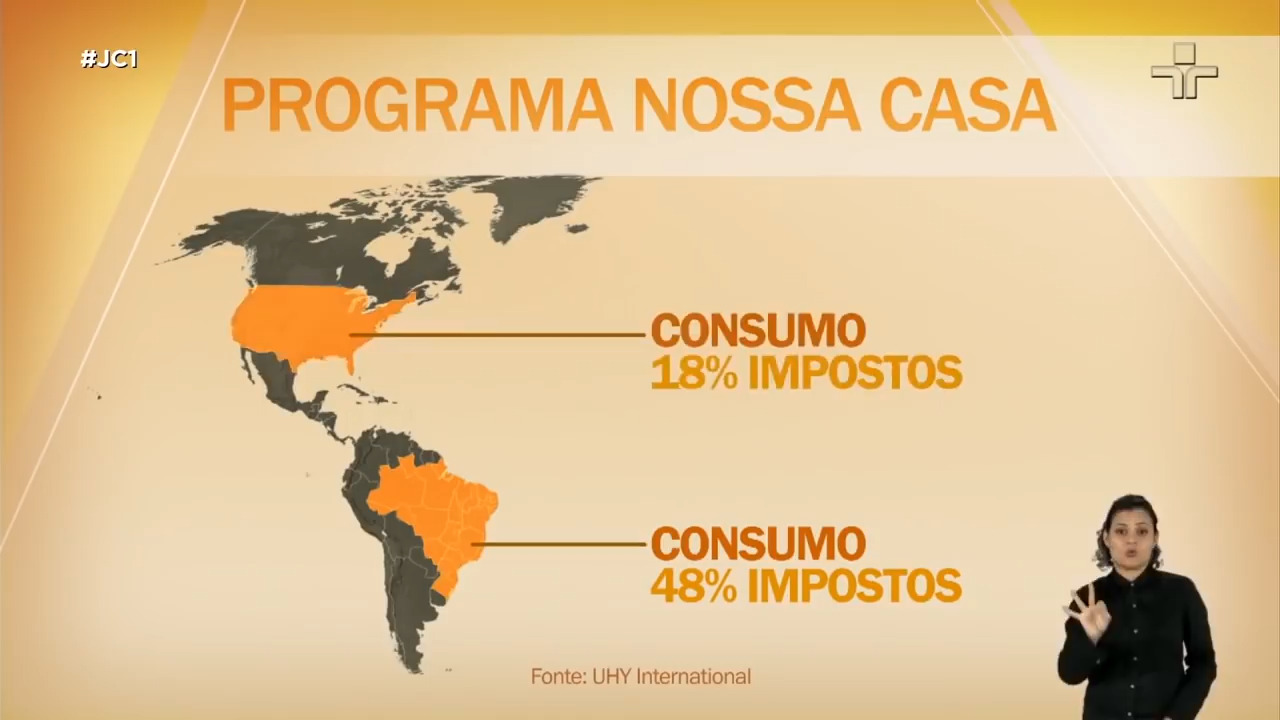 #JC1
PROGRAMA NOSSA CASA
CONSUMO
18% IMPOSTOS
CONSUMO
48% IMPOSTOS
Fonte: UHY International